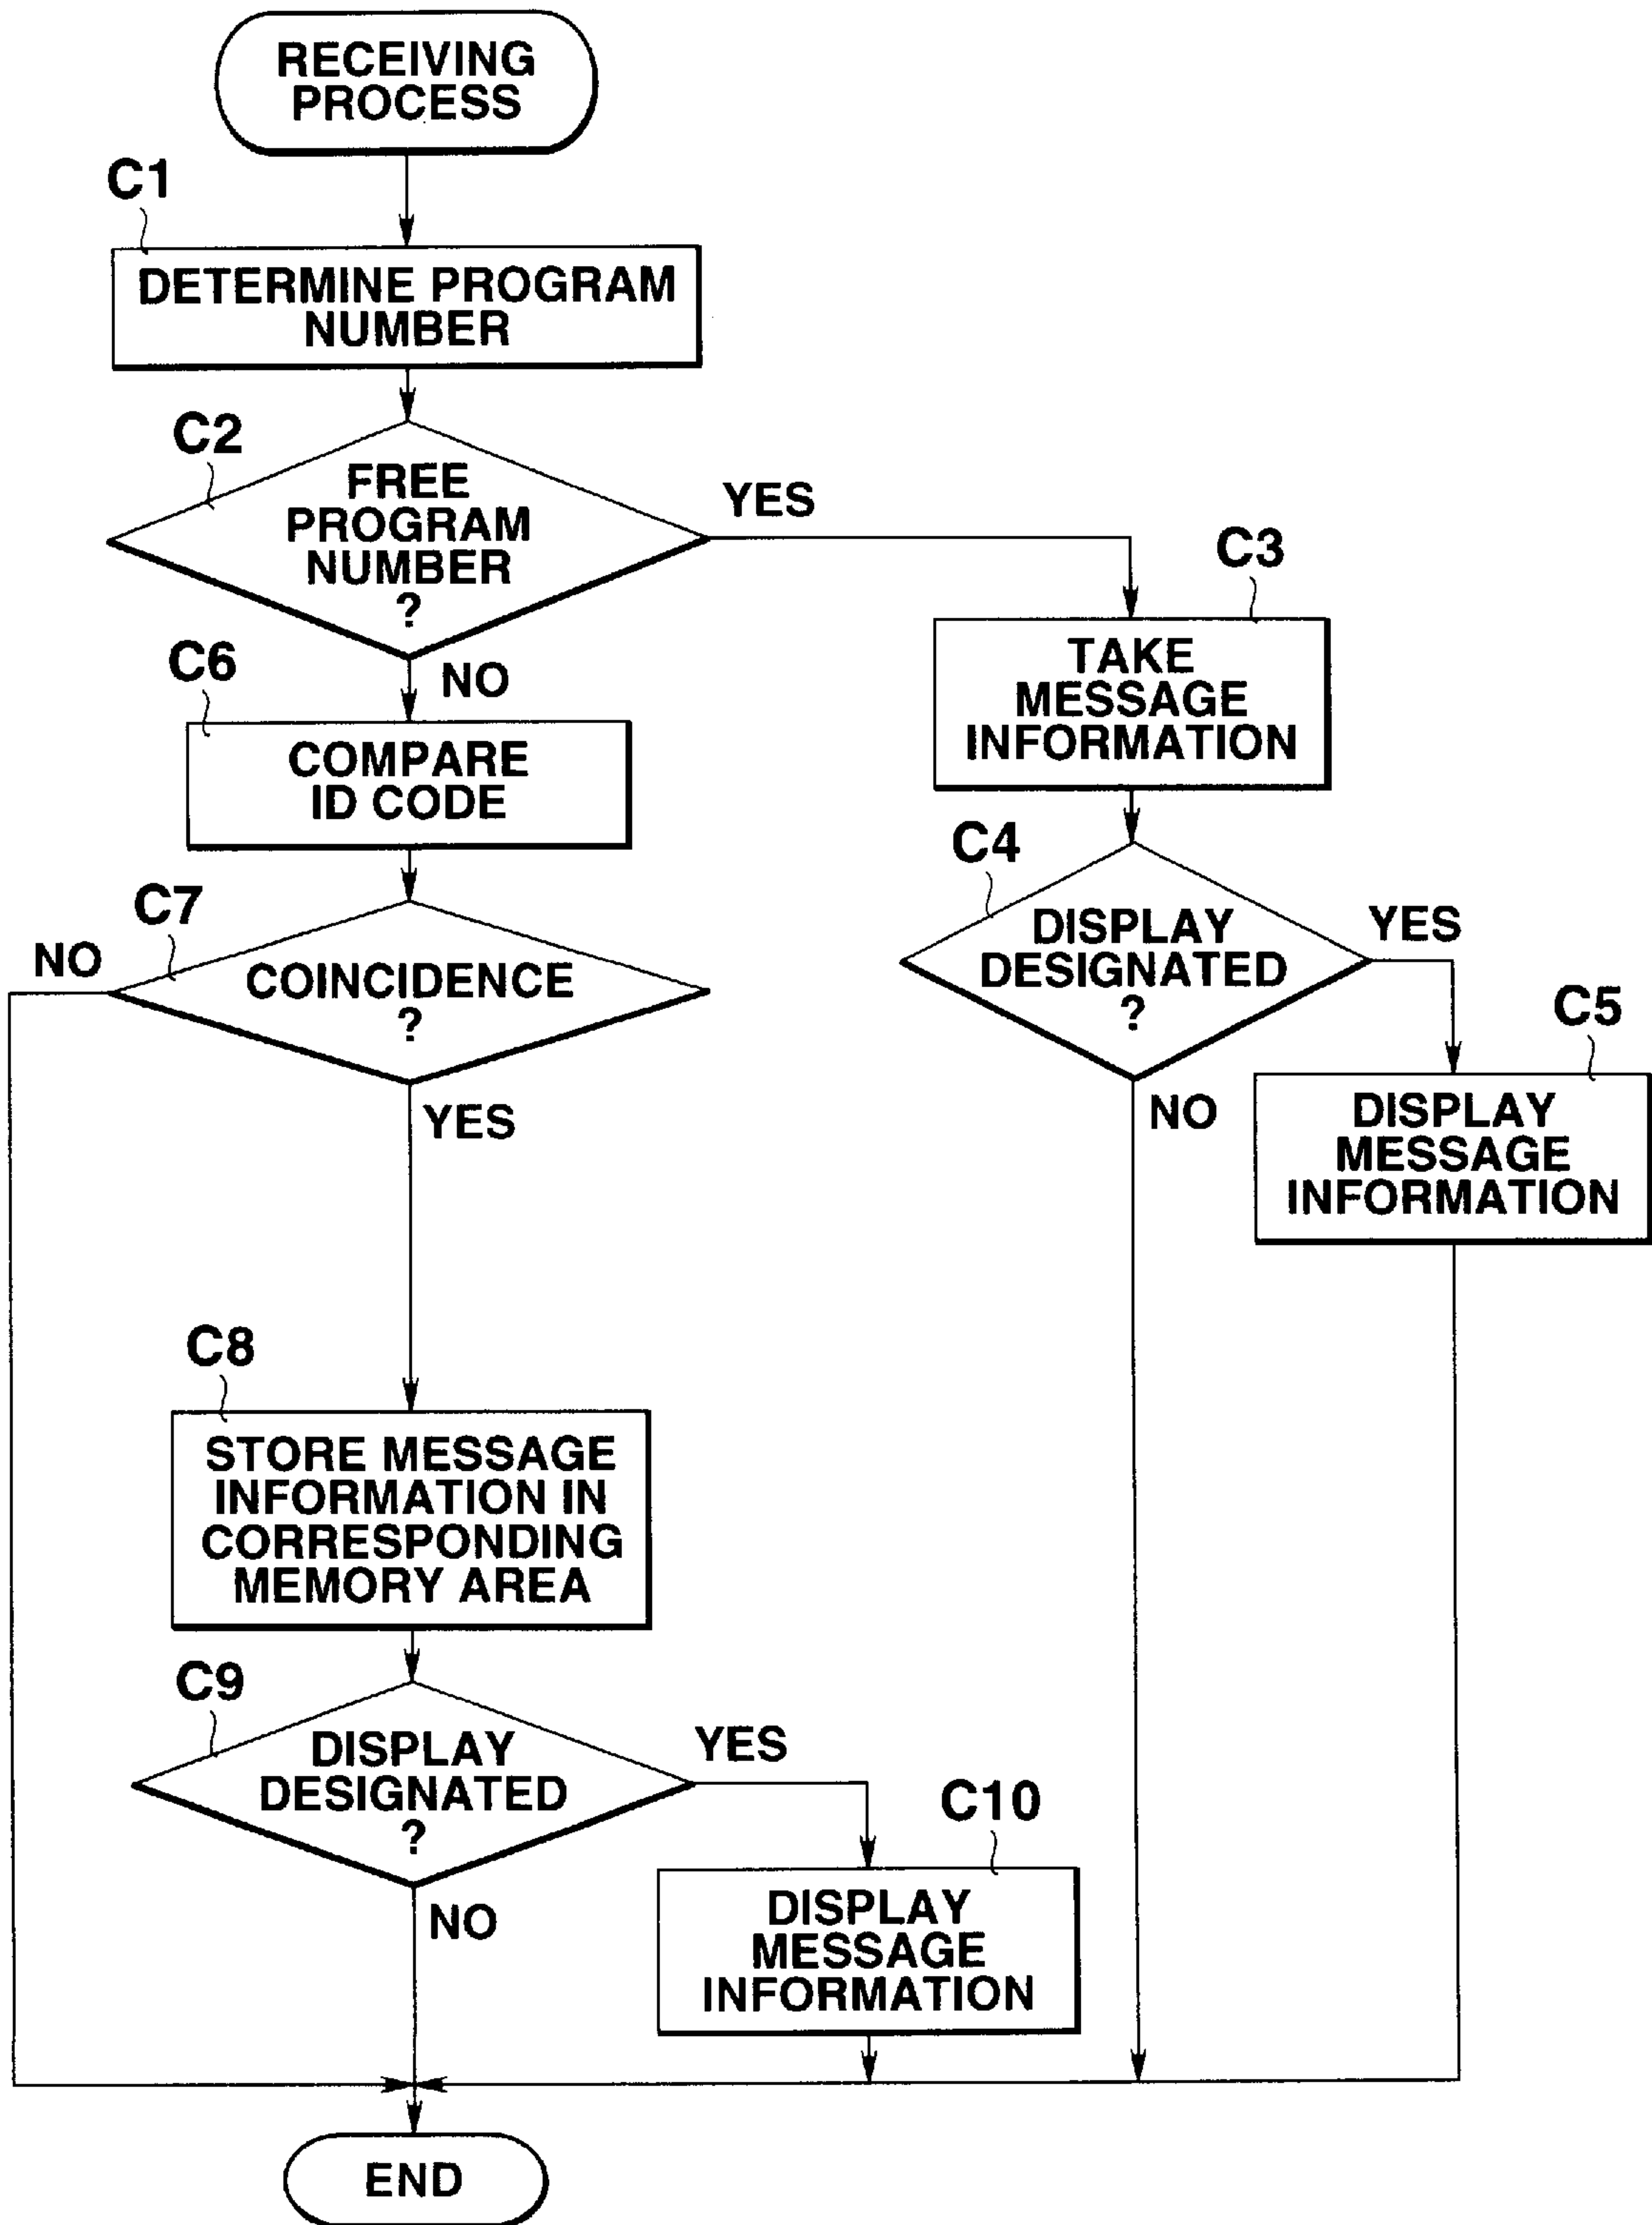 RECEIVING
PROCESS
C1
DETERMINE PROGRAM
NUMBER
C2
FREE
PROGRAM
NUMBER
?
YES
NO
C3
TAKE
MESSAGE
INFORMATION
C4
DISPLAY
DESIGNATED
?
YES
NO
C5
DISPLAY
MESSAGE
INFORMATION
C6
COMPARE
ID CODE
C7
NO
COINCIDENCE
?
YES
C8
STORE MESSAGE
INFORMATION IN
CORRESPONDING
MEMORY AREA
C9
DISPLAY
DESIGNATED
?
YES
NO
C10
DISPLAY
MESSAGE
INFORMATION
END